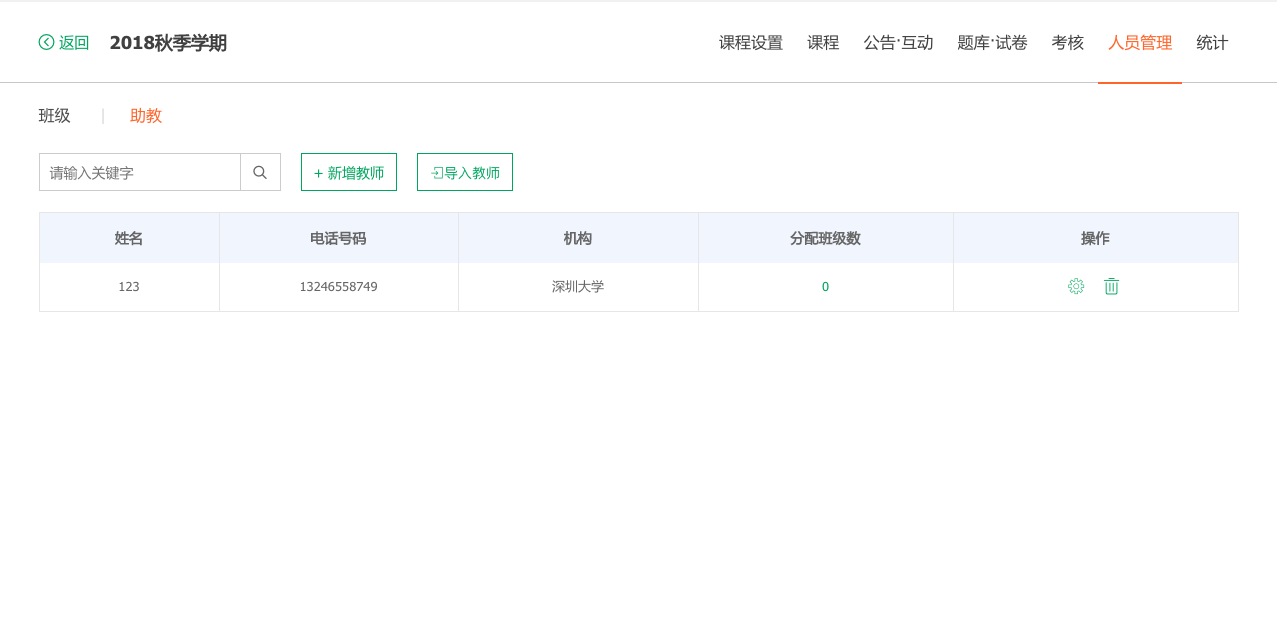 返回 2018秋季学期 课程设置 课程 公告·互动 题库·试卷 考核 人员管理 统计
班级 | 助教
请输入关键字 + 新增教师 导入教师
姓名 电话号码 机构 分配班级数 操作
123 13246558749 深圳大学 0